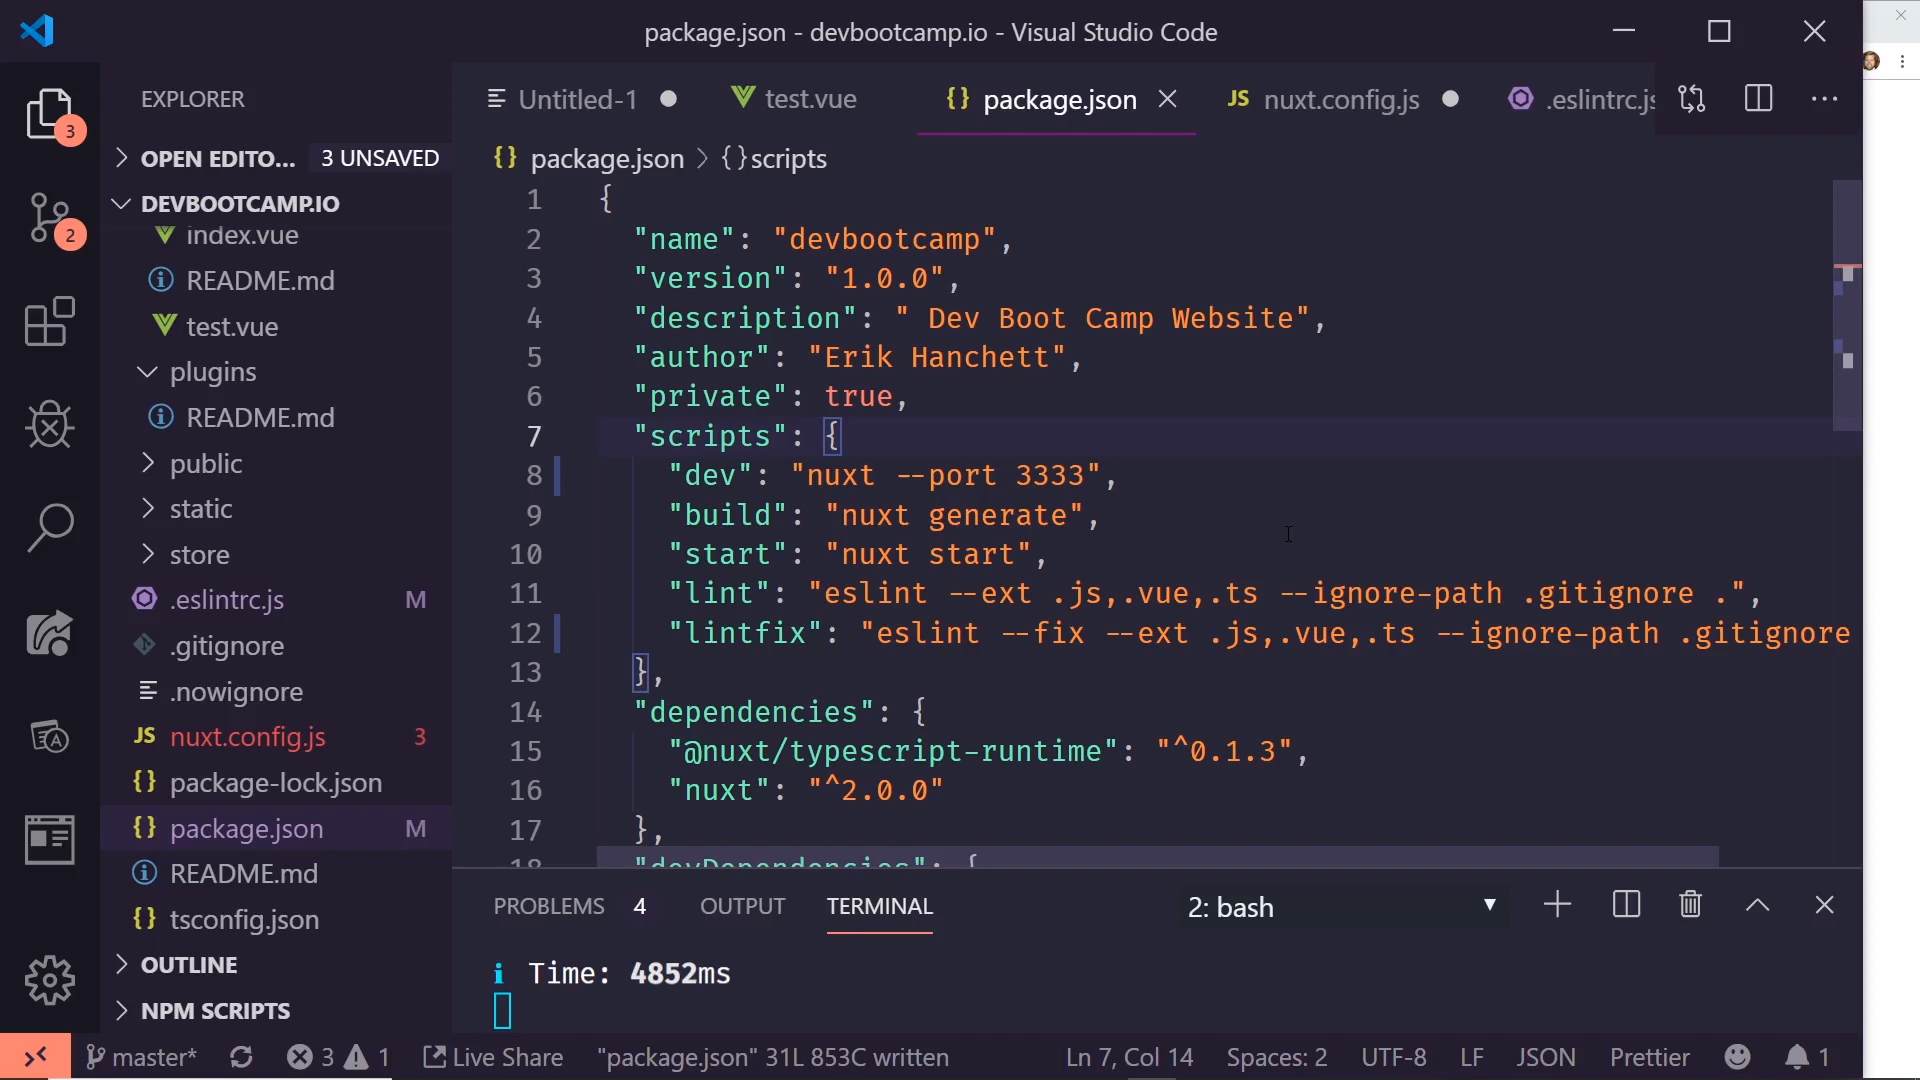 package.json - devbootcamp.io - Visual Studio Code
EXPLORER
3
OPEN EDITO... 3 UNSAVED
DEVBOOTCAMP.IO
2
index.vue
README.md
test.vue
plugins
README.md
public
static
store
.eslintrc.js M
.gitignore
.nowignore
JS nuxt.config.js 3
{} package-lock.json
{} package.json M
README.md
{} tsconfig.json
OUTLINE
NPM SCRIPTS
Untitled-1
test.vue
{} package.json
JS nuxt.config.js
.eslintrc.js
{} package.json > {} scripts
1 {
2 "name": "devbootcamp",
3 "version": "1.0.0",
4 "description": " Dev Boot Camp Website",
5 "author": "Erik Hanchett",
6 "private": true,
7 "scripts": {
8 "dev": "nuxt --port 3333",
9 "build": "nuxt generate",
10 "start": "nuxt start",
11 "lint": "eslint --ext .js,.vue,.ts --ignore-path .gitignore .",
12 "lintfix": "eslint --fix --ext .js,.vue,.ts --ignore-path .gitignore
13 },
14 "dependencies": {
15 "@nuxt/typescript-runtime": "^0.1.3",
16 "nuxt": "^2.0.0"
17 },
18 "devDependencies": {
PROBLEMS 4 OUTPUT TERMINAL 2: bash
i Time: 4852ms
master* 3 1 Live Share "package.json" 31L 853C written Ln 7, Col 14 Spaces: 2 UTF-8 LF JSON Prettier 1